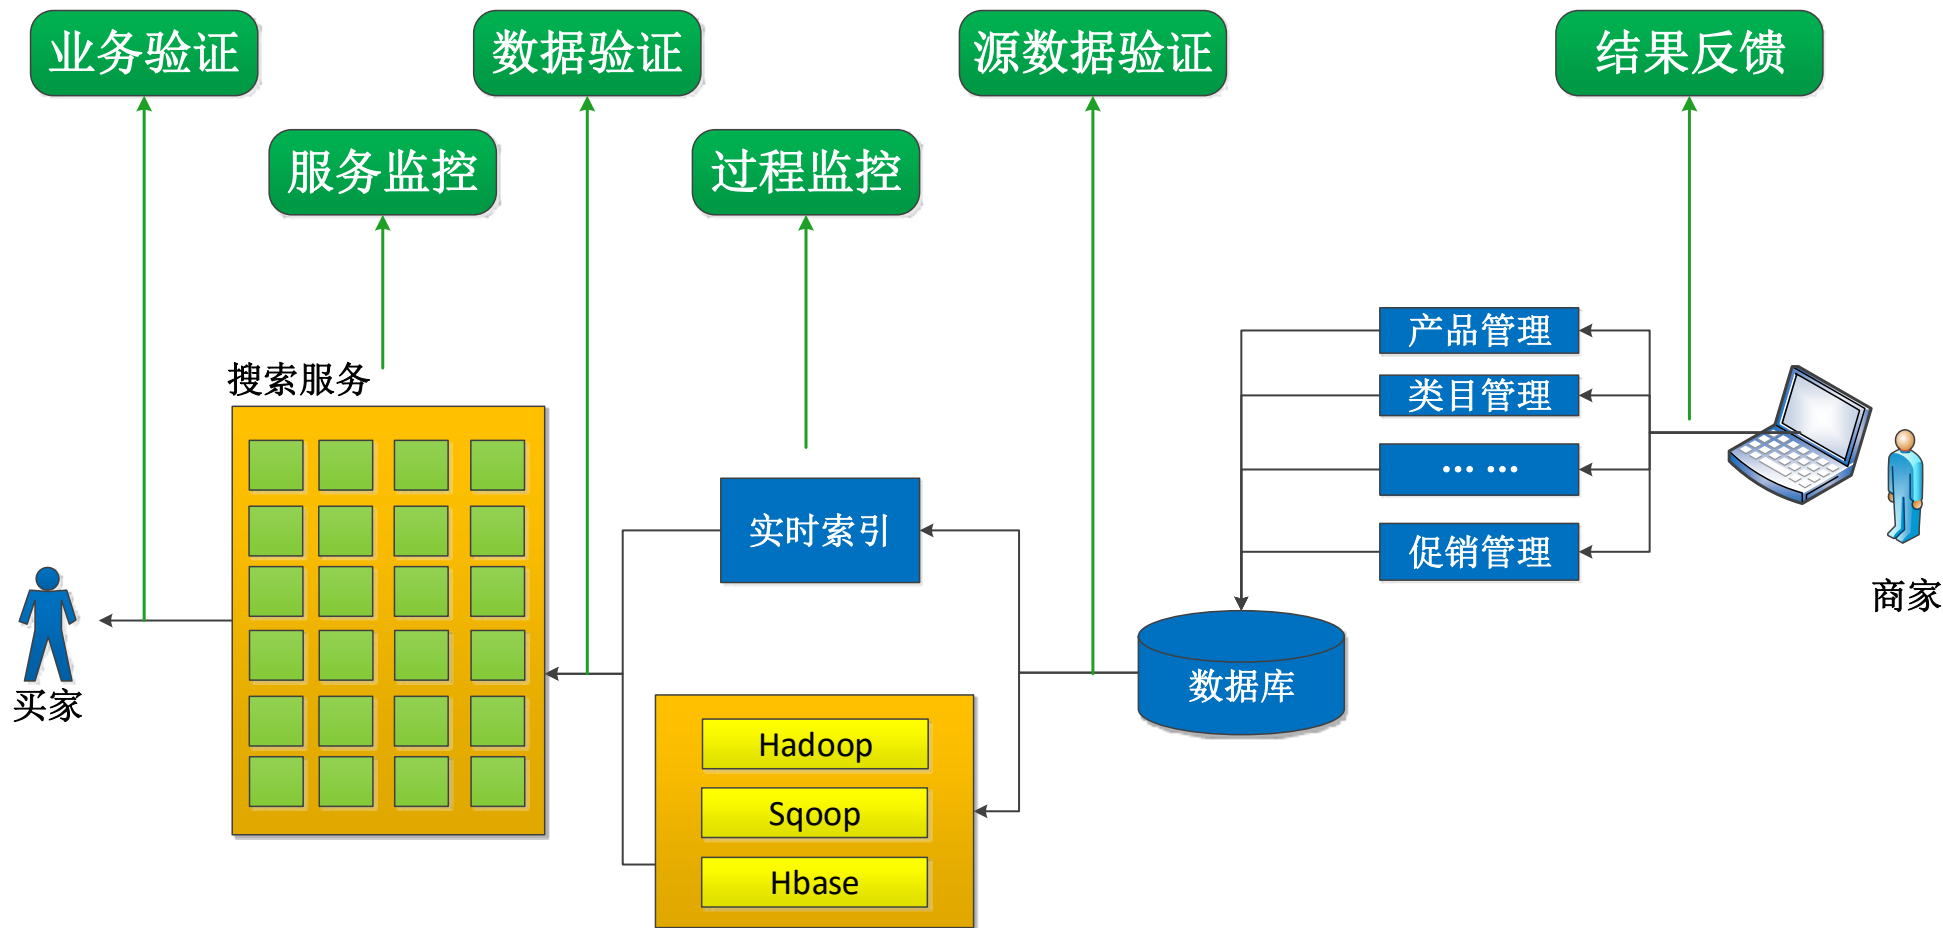 业务验证
数据验证
源数据验证
结果反馈
服务监控
过程监控
搜索服务
产品管理
类目管理
... ...
促销管理
实时索引
商家
买家
数据库
Hadoop
Sqoop
Hbase